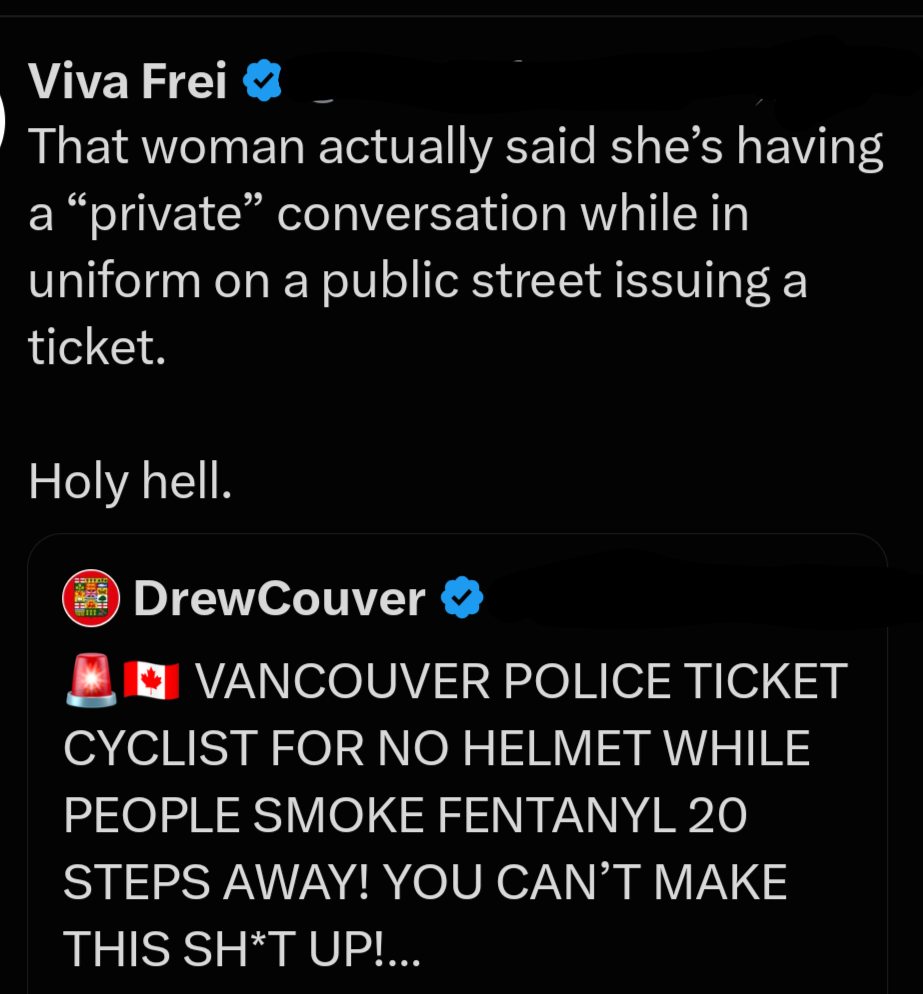 Viva Frei
That woman actually said she’s having
a “private” conversation while in
uniform on a public street issuing a
ticket.
Holy hell.
DrewCouver
🚨🇨🇦 VANCOUVER POLICE TICKET
CYCLIST FOR NO HELMET WHILE
PEOPLE SMOKE FENTANYL 20
STEPS AWAY! YOU CAN’T MAKE
THIS SH*T UP!...